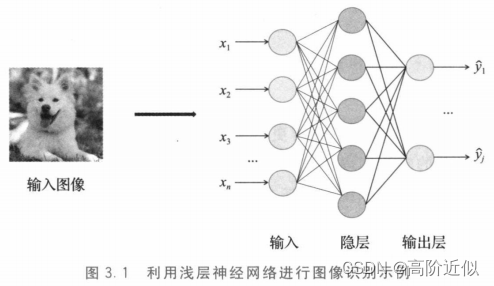 x₁
x₂
x₃
...
xₙ
ŷ₁
...
ŷⱼ
输入图像
输入 隐层 输出层
图 3.1 利用浅层神经网络进行图像识别示例
CSDN @高阶近似